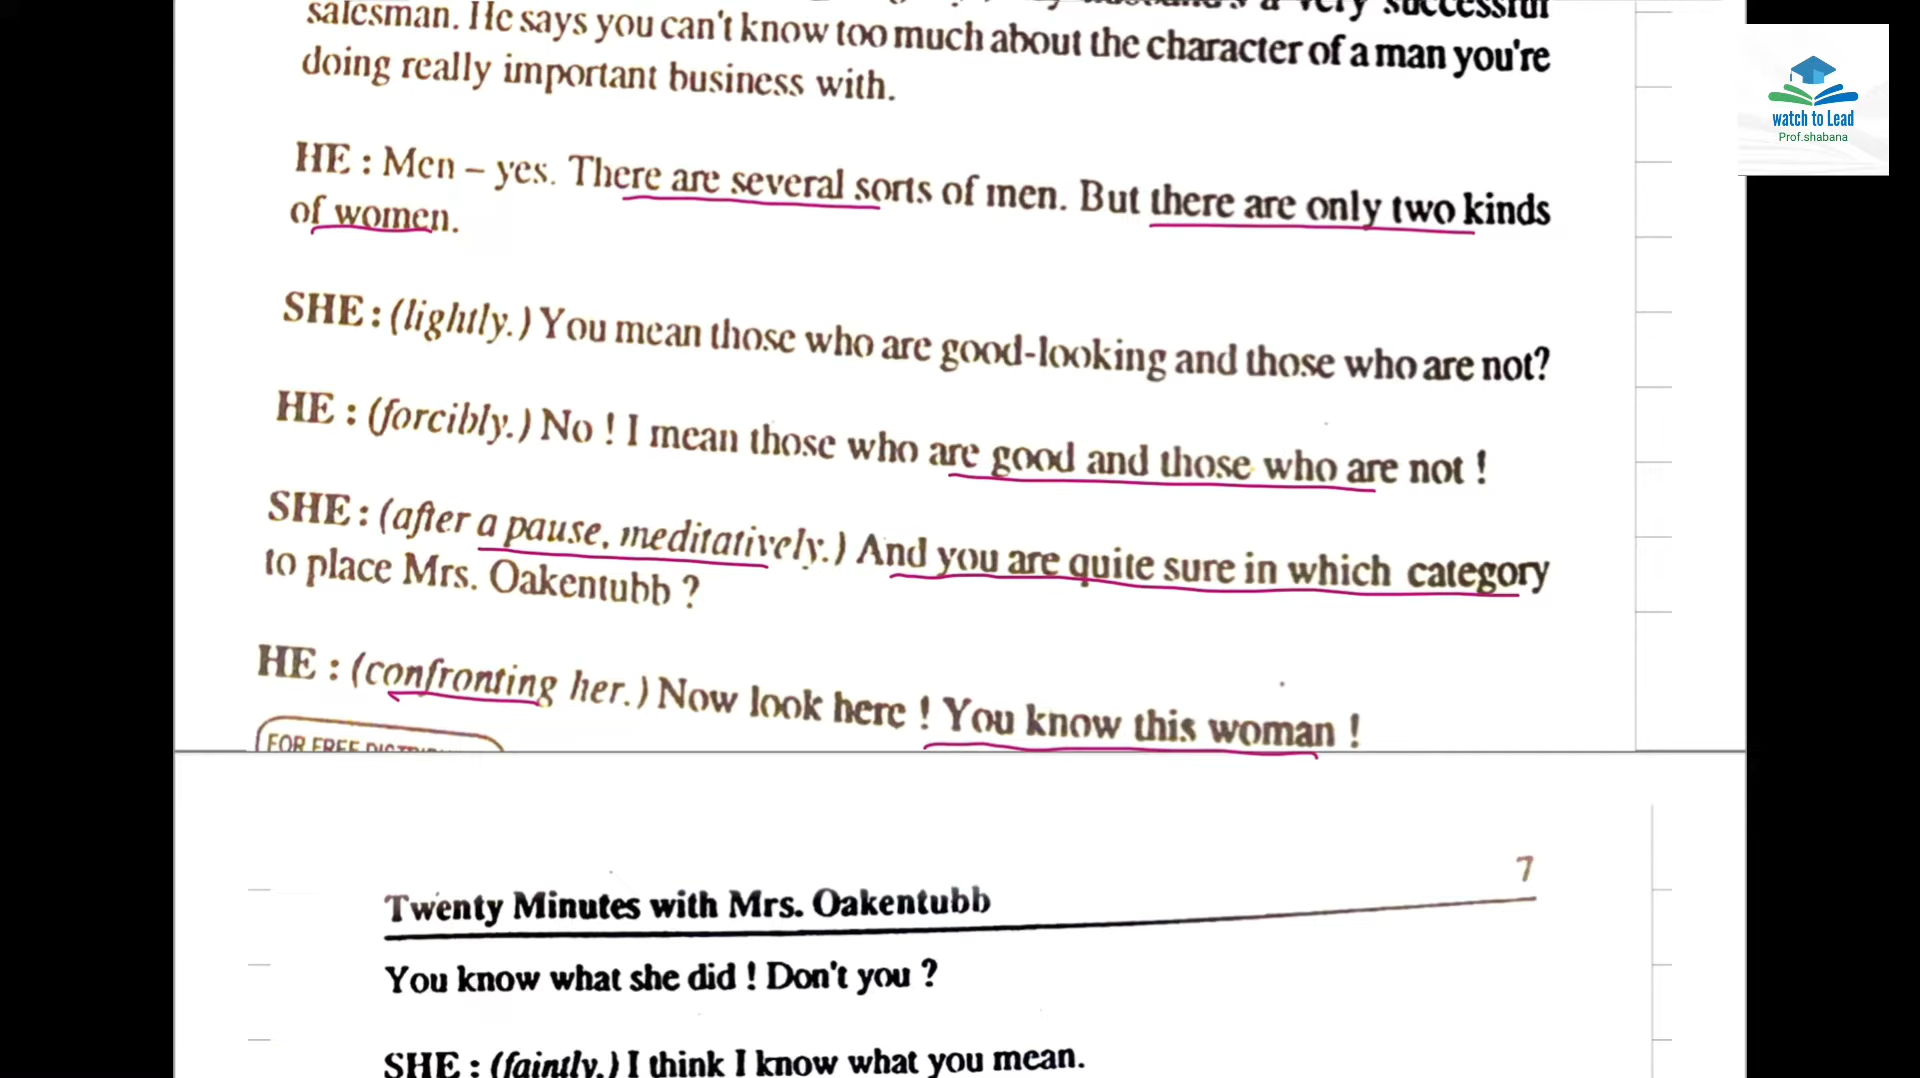 a very successful
salesman. He says you can't know too much about the character of a man you're
doing really important business with.
HE : Men – yes. There are several sorts of men. But there are only two kinds
of women.
SHE : (lightly.) You mean those who are good-looking and those who are not?
HE : (forcibly.) No ! I mean those who are good and those who are not !
SHE : (after a pause, meditatively.) And you are quite sure in which category
to place Mrs. Oakentubb ?
HE : (confronting her.) Now look here ! You know this woman !
FOR FREE
7
Twenty Minutes with Mrs. Oakentubb
You know what she did ! Don't you ?
SHE : (faintly.) I think I know what you mean.
watch to Lead
Prof.shabana